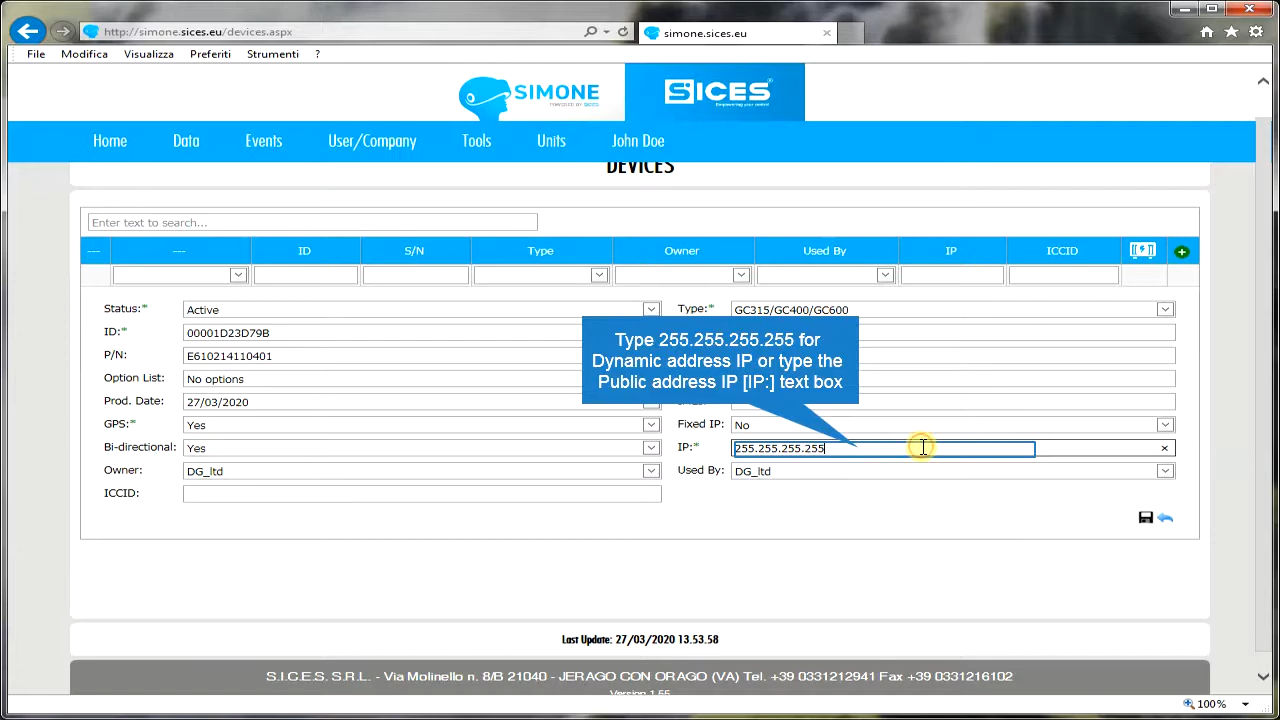 http://simone.sices.eu/devices.aspx
simone.sices.eu
File Modifica Visualizza Preferiti Strumenti ?
SIMONE
SICES
Empowering your control
Home Data Events User/Company Tools Units John Doe
DEVICES
Enter text to search...
--- --- ID S/N Type Owner Used By IP ICCID
Status:* Active Type:* GC315/GC400/GC600
ID:* 00001D23D79B
P/N: E610214110401
Option List: No options
Prod. Date: 27/03/2020
GPS:* Yes Fixed IP: No
Bi-directional: Yes IP:* 255.255.255.255
Owner: DG_ltd Used By: DG_ltd
ICCID:
Type 255.255.255.255 for
Dynamic address IP or type the
Public address IP [IP:] text box
Last Update: 27/03/2020 13.53.58
S.I.C.E.S. S.R.L. - Via Molinello n. 8/B 21040 - JERAGO CON ORAGO (VA) Tel. +39 0331212941 Fax +39 0331216102
Version 1.55
100%